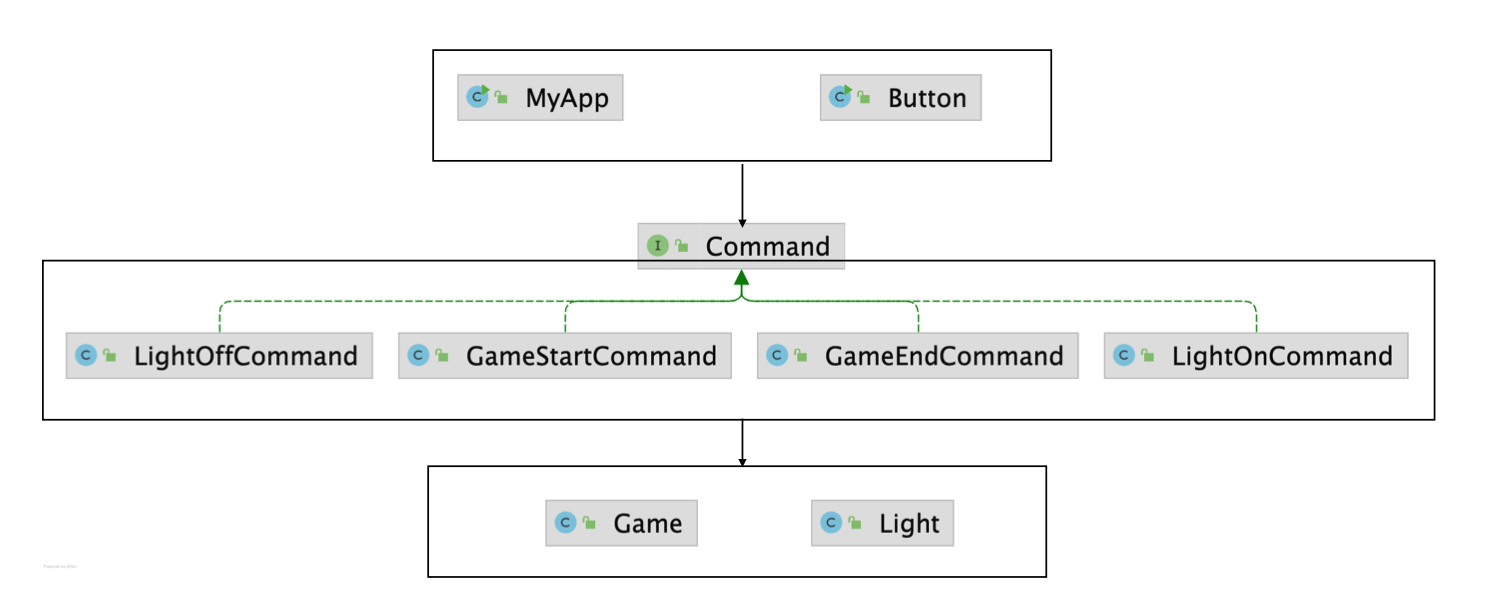 C MyApp
C Button
I Command
C LightOffCommand
C GameStartCommand
C GameEndCommand
C LightOnCommand
C Game
C Light
Powered by yFiles